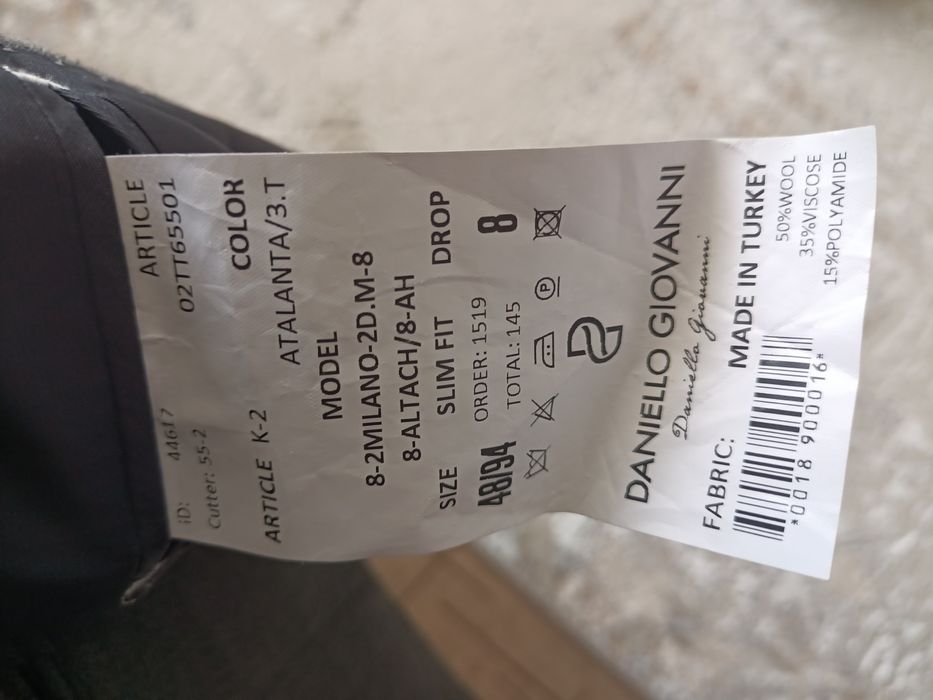 ID: 44617 ARTICLE
Cutter: 55-2 02TT65501
ARTICLE K-2 COLOR
ATALANTA/3.T
MODEL
8-2MILANO-2D.M-8
8-ALTACH/8-AH
SIZE SLIM FIT DROP
48/94 ORDER: 1519 8
TOTAL: 145
P
DANIELLO GIOVANNI
Daniello Giovanni
FABRIC: MADE IN TURKEY
50%WOOL
35%VISCOSE
15%POLYAMIDE
*0018 900016*